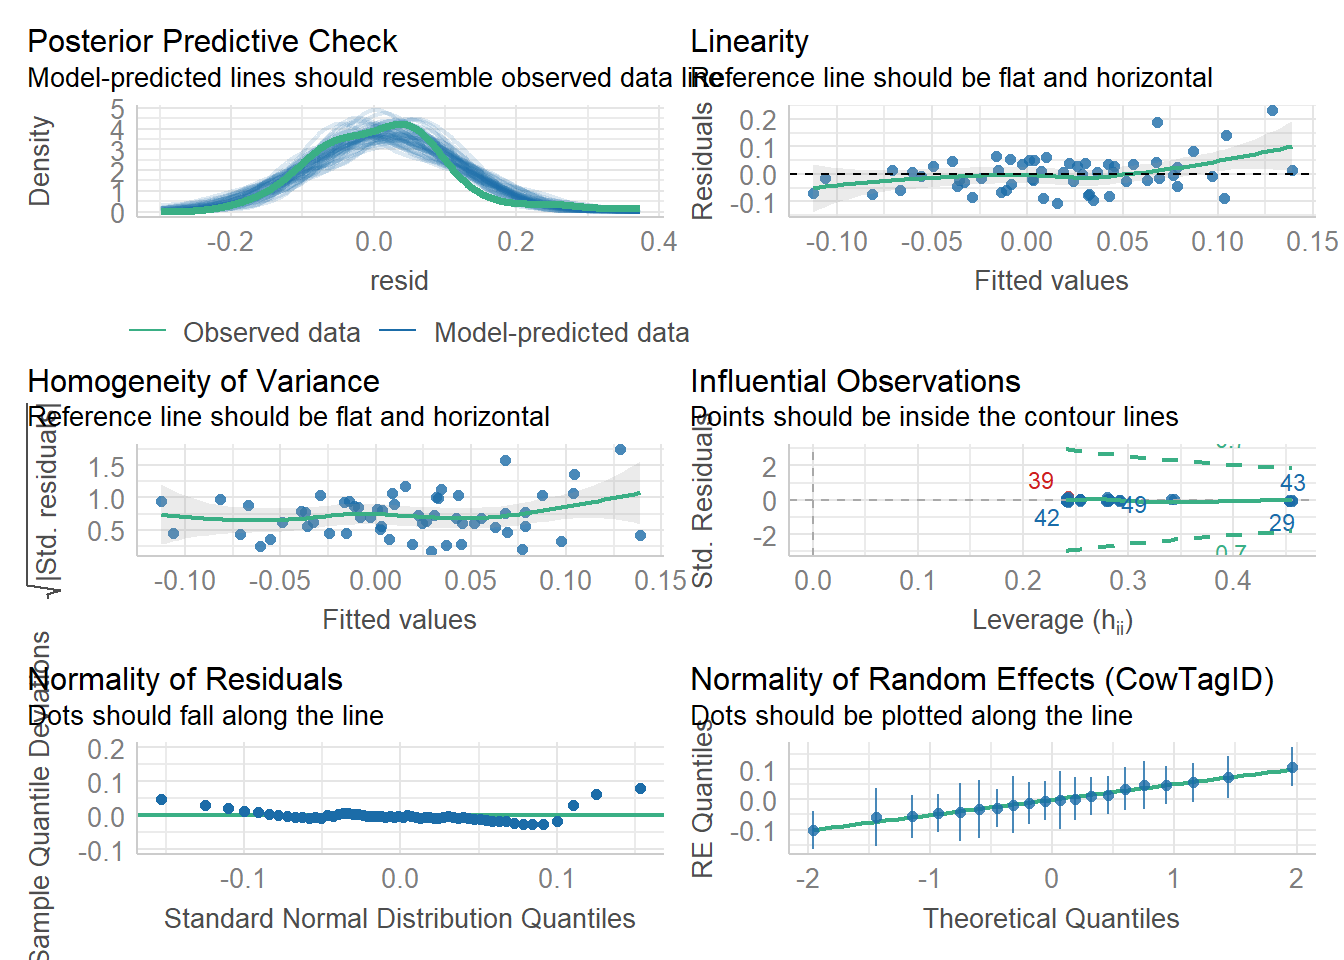 Posterior Predictive Check
Model-predicted lines should resemble observed data line
Density
5
4
3
2
1
0
-0.2
0.0
0.2
0.4
resid
Observed data
Model-predicted data
Linearity
Reference line should be flat and horizontal
Residuals
0.2
0.1
0.0
-0.1
-0.10
-0.05
0.00
0.05
0.10
0.15
Fitted values
Homogeneity of Variance
Reference line should be flat and horizontal
√|Std. residuals|
1.5
1.0
0.5
-0.10
-0.05
0.00
0.05
0.10
0.15
Fitted values
Influential Observations
Points should be inside the contour lines
Std. Residuals
2
0
-2
0.7
39
42
49
43
29
0.7
0.0
0.1
0.2
0.3
0.4
Leverage (hii)
Normality of Residuals
Dots should fall along the line
Sample Quantile Deviations
0.2
0.1
0.0
-0.1
-0.1
0.0
0.1
Standard Normal Distribution Quantiles
Normality of Random Effects (CowTagID)
Dots should be plotted along the line
RE Quantiles
0.1
0.0
-0.1
-2
-1
0
1
2
Theoretical Quantiles